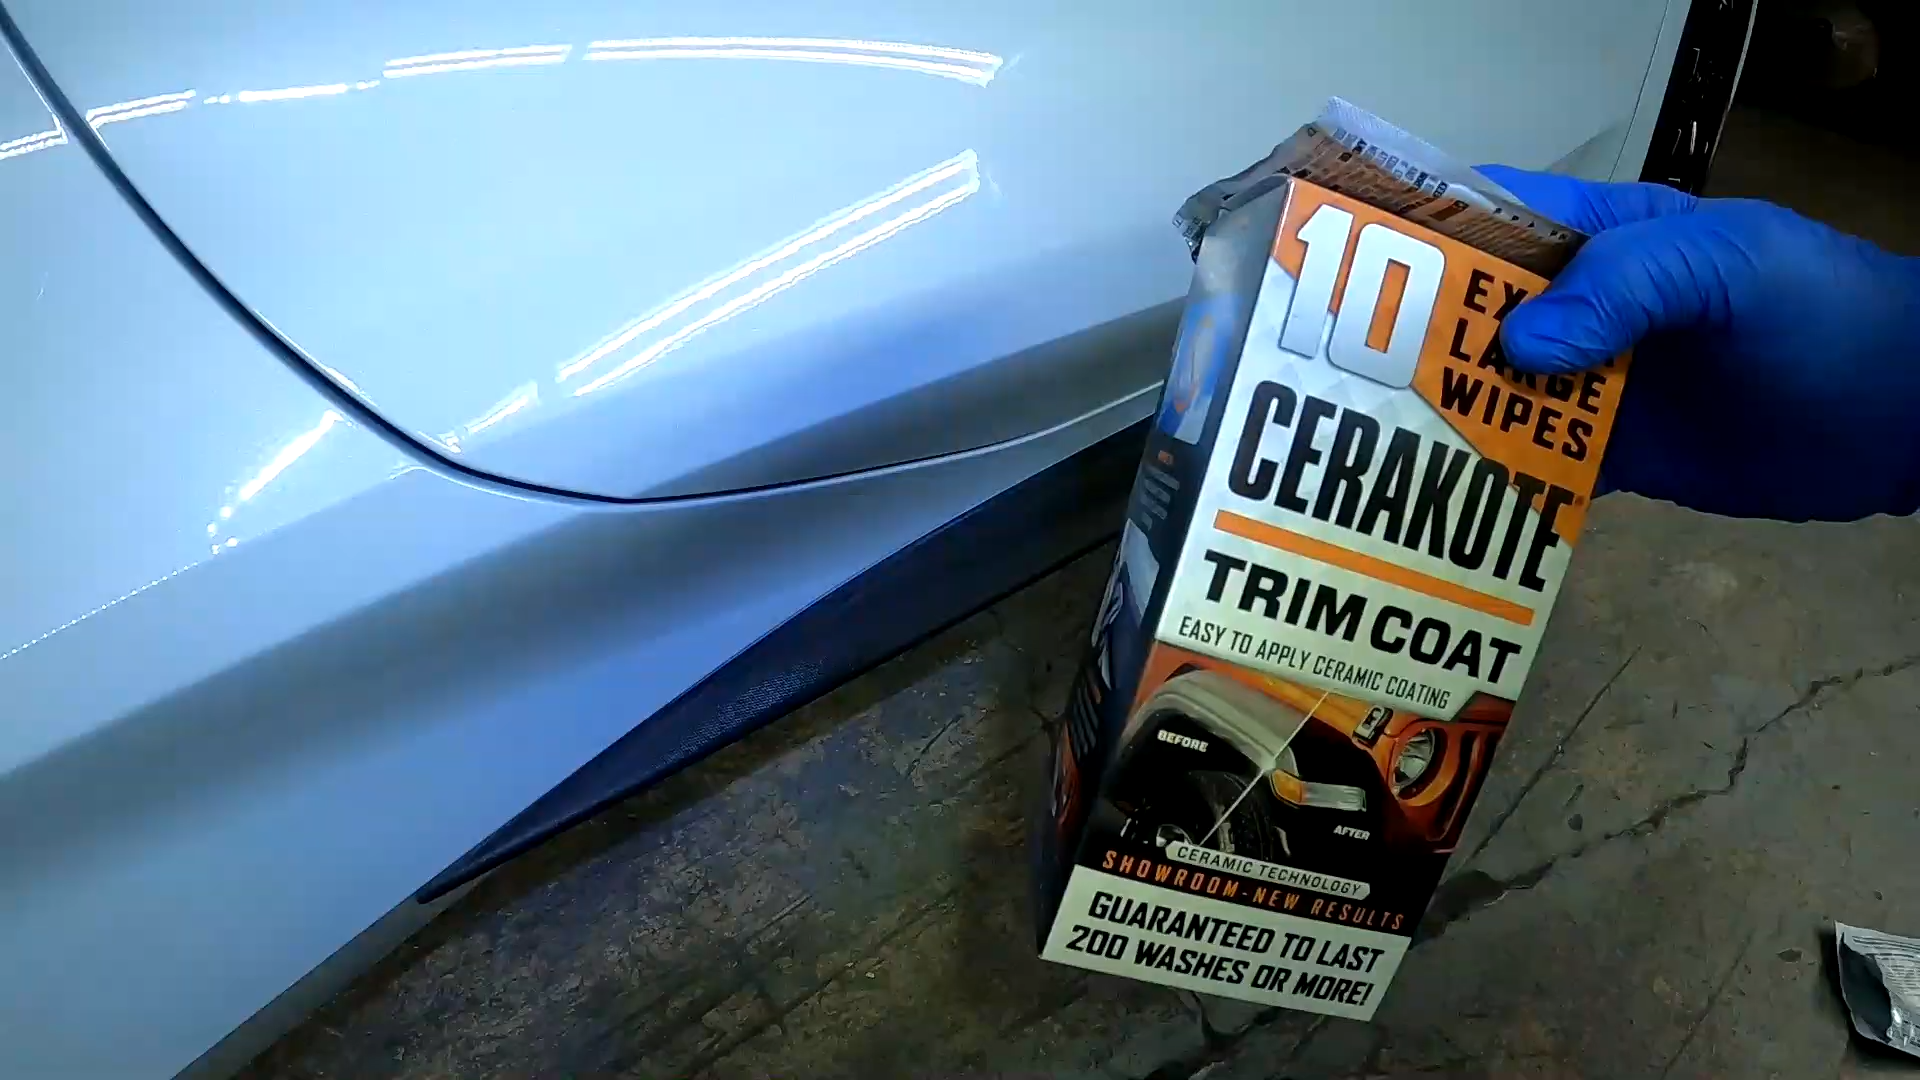 10
LARGE
WIPES
CERAKOTE
TRIM COAT
EASY TO APPLY CERAMIC COATING
BEFORE
AFTER
CERAMIC TECHNOLOGY
SHOWROOM-NEW RESULTS
GUARANTEED TO LAST
200 WASHES OR MORE!